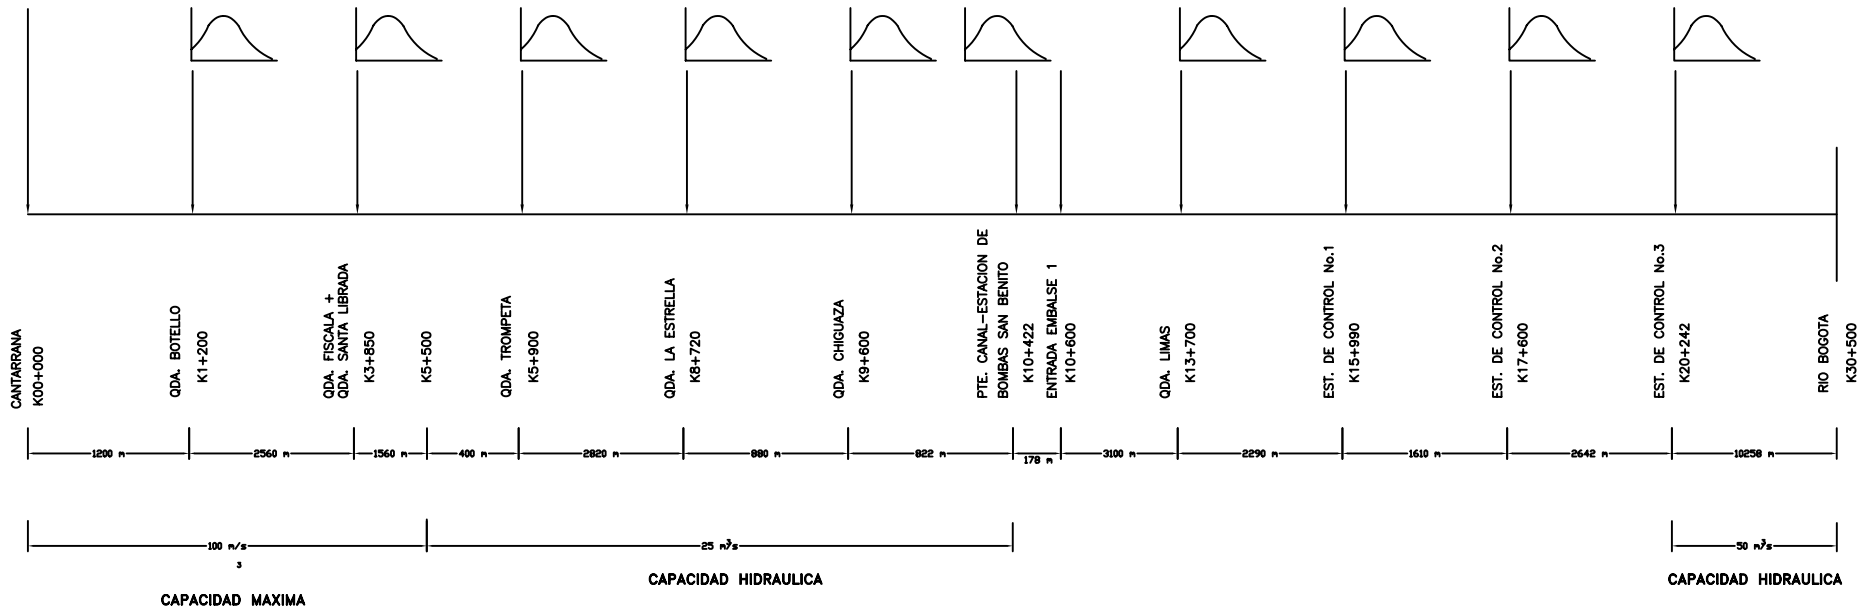 CANTARRANA
K00+000
QDA. BOTELLO
K1+200
QDA. FISCALA +
QDA. SANTA LIBRADA
K3+850
K5+500
QDA. TROMPETA
K5+900
QDA. LA ESTRELLA
K8+720
QDA. CHIGUAZA
K9+600
PTE. CANAL-ESTACION DE
BOMBAS SAN BENITO
K10+422
ENTRADA EMBALSE 1
K10+600
QDA. LIMAS
K13+700
EST. DE CONTROL No.1
K15+990
EST. DE CONTROL No.2
K17+600
EST. DE CONTROL No.3
K20+242
RIO BOGOTA
K30+500
1200 m
2560 m
1560 m
400 m
2820 m
880 m
822 m
178 m
3100 m
2290 m
1610 m
2642 m
10258 m
100 m/s
3
25 m³/s
50 m³/s
CAPACIDAD MAXIMA
CAPACIDAD HIDRAULICA
CAPACIDAD HIDRAULICA